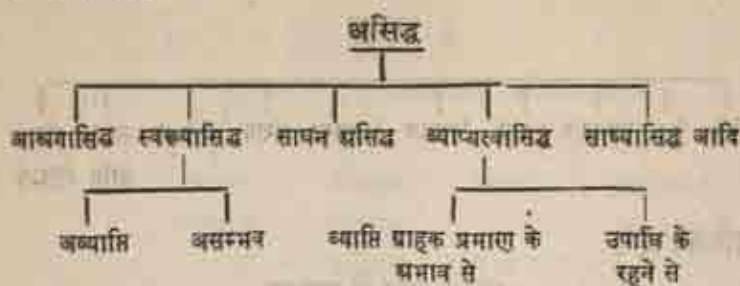 असिद्ध
आश्रयासिद्ध स्वरूपासिद्ध साधन असिद्ध व्याप्यत्वासिद्ध साध्यासिद्ध आदि
अव्याप्ति असम्भव व्याप्ति ग्राहक प्रमाण के उपाधि के
अभाव से रहने से